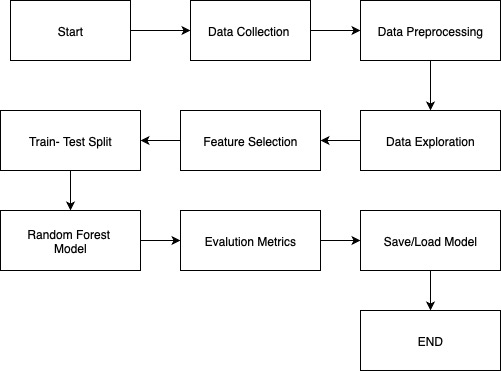 Start
Data Collection
Data Preprocessing
Data Exploration
Feature Selection
Train- Test Split
Random Forest
Model
Evalution Metrics
Save/Load Model
END